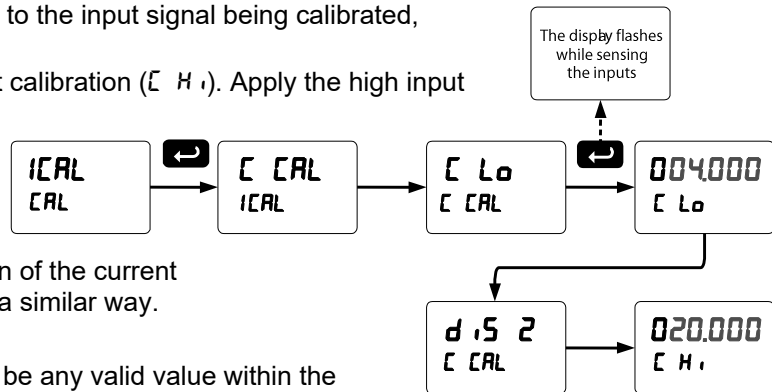 to the input signal being calibrated,
The display flashes
while sensing
the inputs
t calibration (C Hi). Apply the high input
ICAL
CAL
C CAL
ICAL
C Lo
C CAL
004.000
C Lo
n of the current
a similar way.
diS 2
C CAL
020.000
C Hi
be any valid value within the